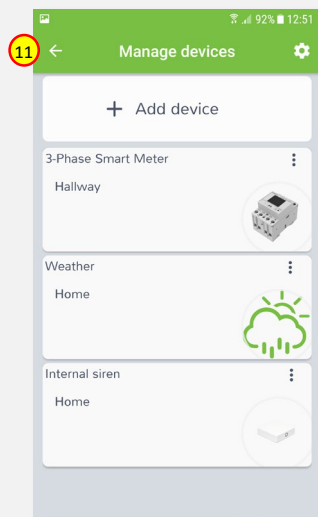 92% 12:51
11
Manage devices
+ Add device
3-Phase Smart Meter
Hallway
Weather
Home
Internal siren
Home